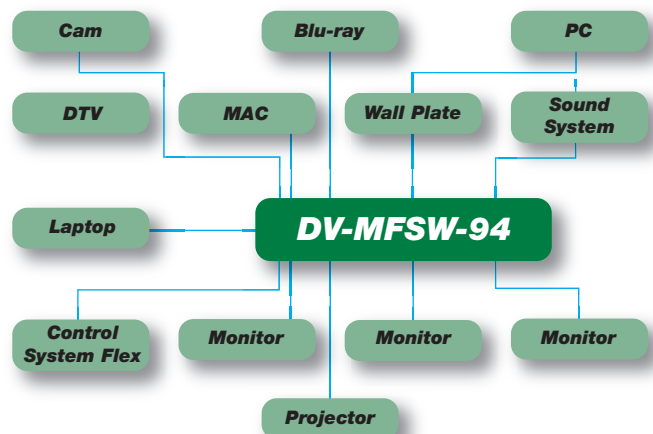 Cam
Blu-ray
PC
DTV
MAC
Wall Plate
Sound
System
Laptop
DV-MFSW-94
Control
System Flex
Monitor
Monitor
Monitor
Projector